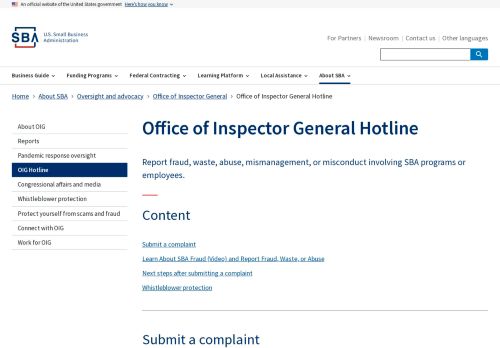 An official website of the United States government Here's how you know
SBA U.S. Small Business
Administration
For Partners | Newsroom | Contact us | Other languages
Business Guide Funding Programs Federal Contracting Learning Platform Local Assistance About SBA
Home › About SBA › Oversight and advocacy › Office of Inspector General › Office of Inspector General Hotline
About OIG
Reports
Pandemic response oversight
OIG Hotline
Congressional affairs and media
Whistleblower protection
Protect yourself from scams and fraud
Connect with OIG
Work for OIG
Office of Inspector General Hotline
Report fraud, waste, abuse, mismanagement, or misconduct involving SBA programs or
employees.
Content
Submit a complaint
Learn About SBA Fraud (Video) and Report Fraud, Waste, or Abuse
Next steps after submitting a complaint
Whistleblower protection
Submit a complaint